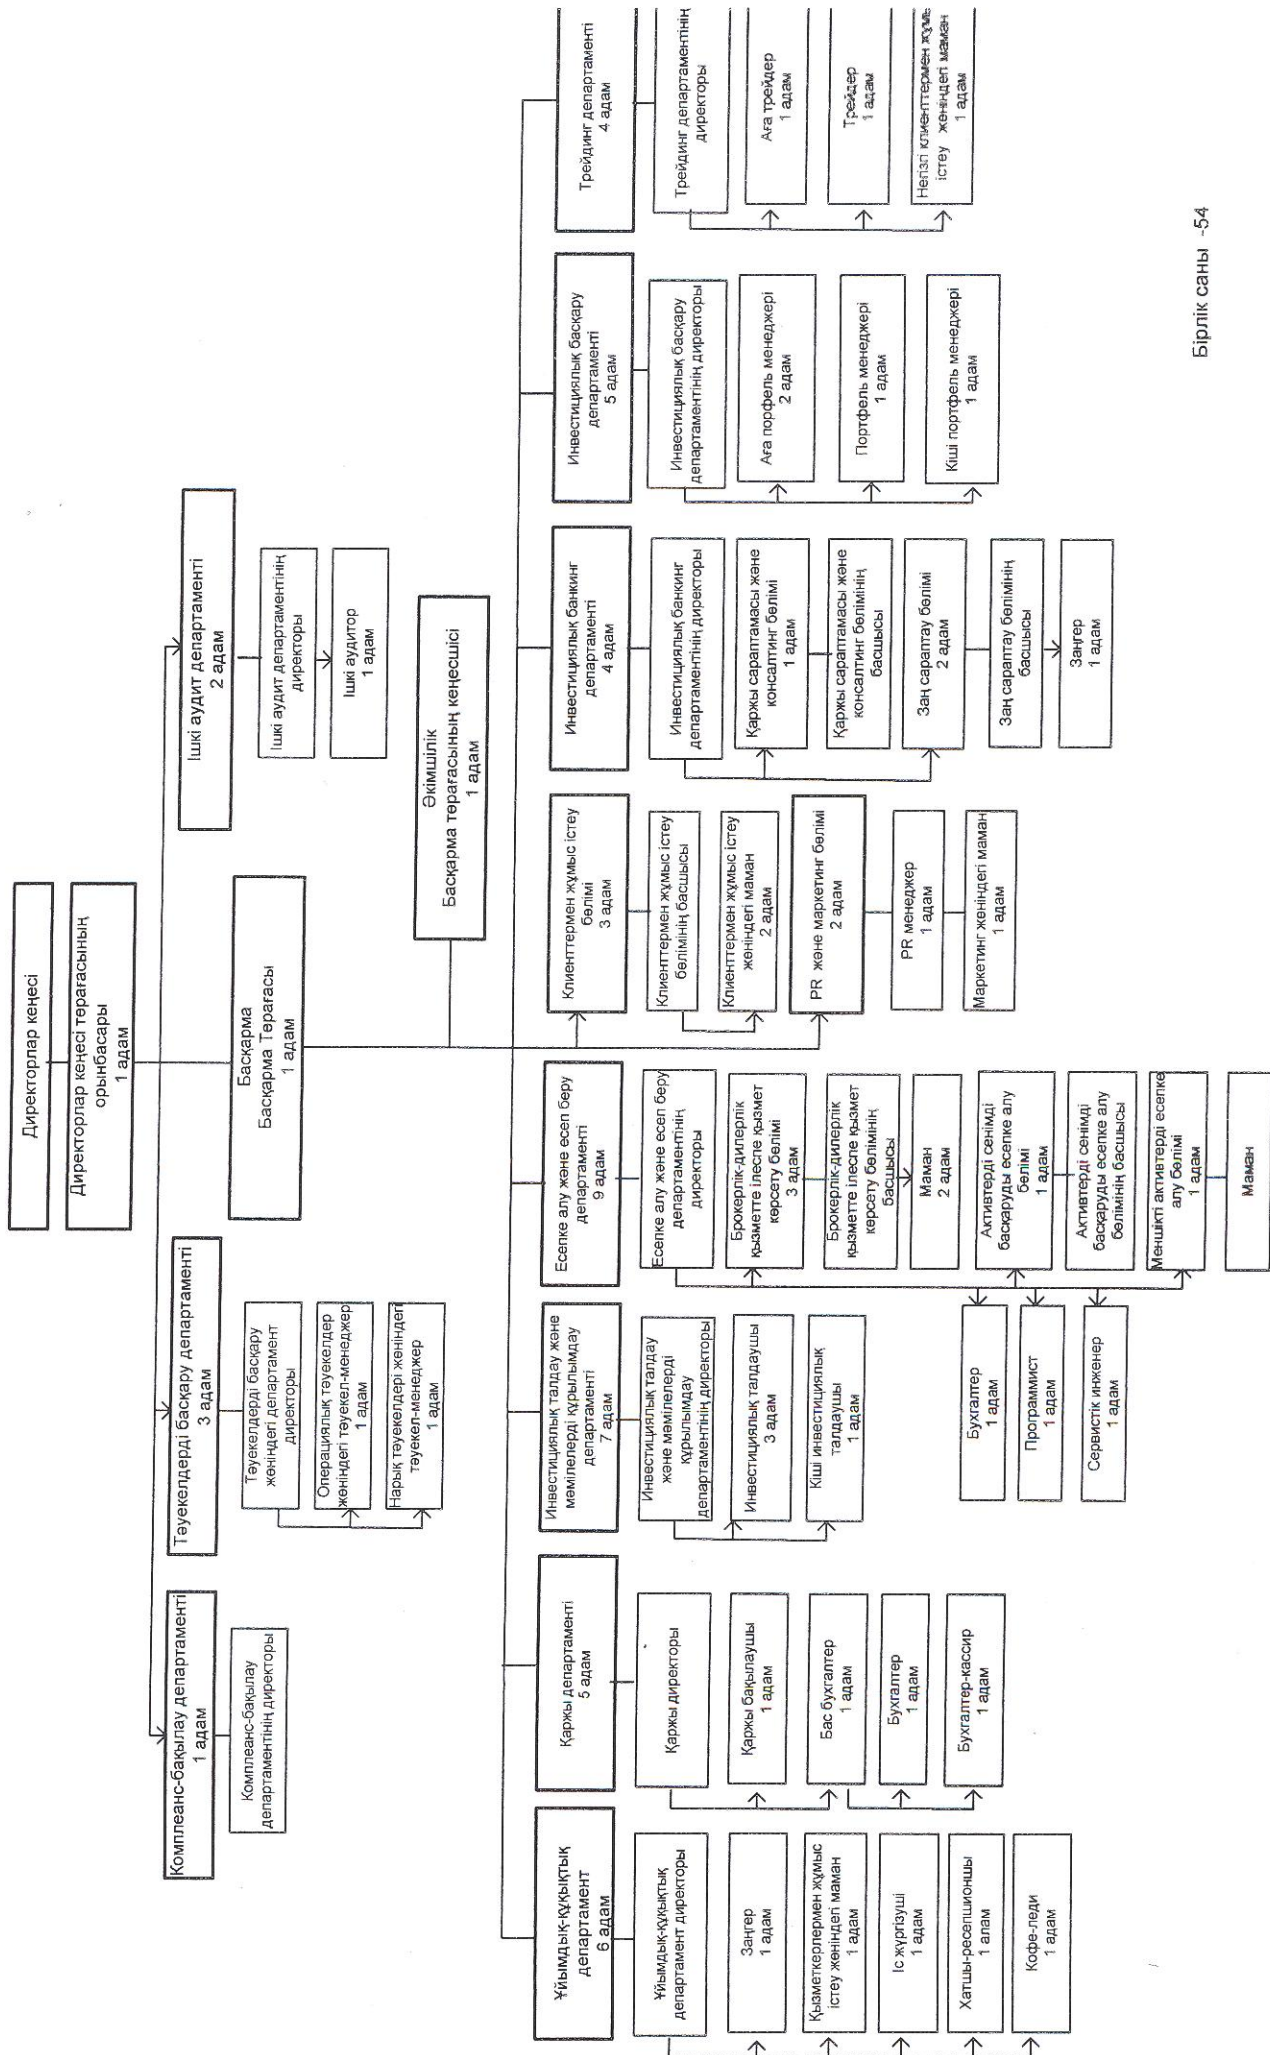 Директорлар кеңесі
Директорлар кеңесі төрағасының
орынбасары
1 адам
Комплеанс-бақылау департаменті
1 адам
Комплеанс-бақылау
департаментінің директоры
Тәуекелдерді басқару департаменті
3 адам
Тәуекелдерді басқару
жөніндегі департамент
директоры
Операциялық тәуекелдер
жөніндегі тәуекел-менеджер
1 адам
Нарық тәуекелдері жөніндегі
тәуекел-менеджер
1 адам
Басқарма
Басқарма Төрағасы
1 адам
Ішкі аудит департаменті
2 адам
Ішкі аудит департаментінің
директоры
Ішкі аудитор
1 адам
Әкімшілік
Басқарма төрағасының кеңесшісі
1 адам
Ұйымдық-құқықтық
департамент
6 адам
Ұйымдық-құқықтық
департамент директоры
Заңгер
1 адам
Қызметкерлермен жұмыс
істеу жөніндегі маман
1 адам
Іс жүргізуші
1 адам
Хатшы-ресепшионшы
1 алам
Кофе-леди
1 адам
Қаржы департаменті
5 адам
Қаржы директоры
Қаржы бақылаушы
1 адам
Бас бухгалтер
1 адам
Бухгалтер
1 адам
Бухгалтер-кассир
1 адам
Инвестициялық талдау және
мәмілелерді құрылымдау
департаменті
7 адам
Инвестициялық талдау
және мәмілелерді
құрылымдау
департаментінің директоры
Инвестициялық талдаушы
3 адам
Кіші инвестициялық
талдаушы
1 адам
Есепке алу және есеп беру
департаменті
9 адам
Есепке алу және есеп беру
департаментінің
директоры
Брокерлік-дилерлік
қызметте ілеспе қызмет
көрсету бөлімі
3 адам
Брокерлік-дилерлік
қызметте ілеспе қызмет
көрсету бөлімінің
басшысы
Маман
2 адам
Активтерді сенімді
басқаруды есепке алу
бөлімі
1 адам
Активтерді сенімді
басқаруды есепке алу
бөлімінің басшысы
Меншікті активтерді есепке
алу бөлімі
1 адам
Маман
Бухгалтер
1 адам
Программист
1 адам
Сервистік инженер
1 адам
Клиенттермен жұмыс істеу
бөлімі
3 адам
Клиенттермен жұмыс істеу
бөлімінің басшысы
Клиенттермен жұмыс істеу
жөніндегі маман
2 адам
PR және маркетинг бөлімі
2 адам
PR менеджер
1 адам
Маркетинг жөніндегі маман
1 адам
Инвестициялық банкинг
департаменті
4 адам
Инвестициялық банкинг
департаментінің директоры
Қаржы сараптамасы және
консалтинг бөлімі
1 адам
Қаржы сараптамасы және
консалтинг бөлімінің
басшысы
Заң сараптау бөлімі
2 адам
Заң сараптау бөлімінің
басшысы
Заңгер
1 адам
Инвестициялық басқару
департаменті
5 адам
Инвестициялық басқару
департаментінің директоры
Аға порфель менеджері
2 адам
Портфель менеджері
1 адам
Кіші портфель менеджері
1 адам
Трейдинг департаменті
4 адам
Трейдинг департаментінің
директоры
Аға трейдер
1 адам
Трейдер
1 адам
Негізгі клиенттермен
істеу жөніндегі маман
1 адам
Бірлік саны -54